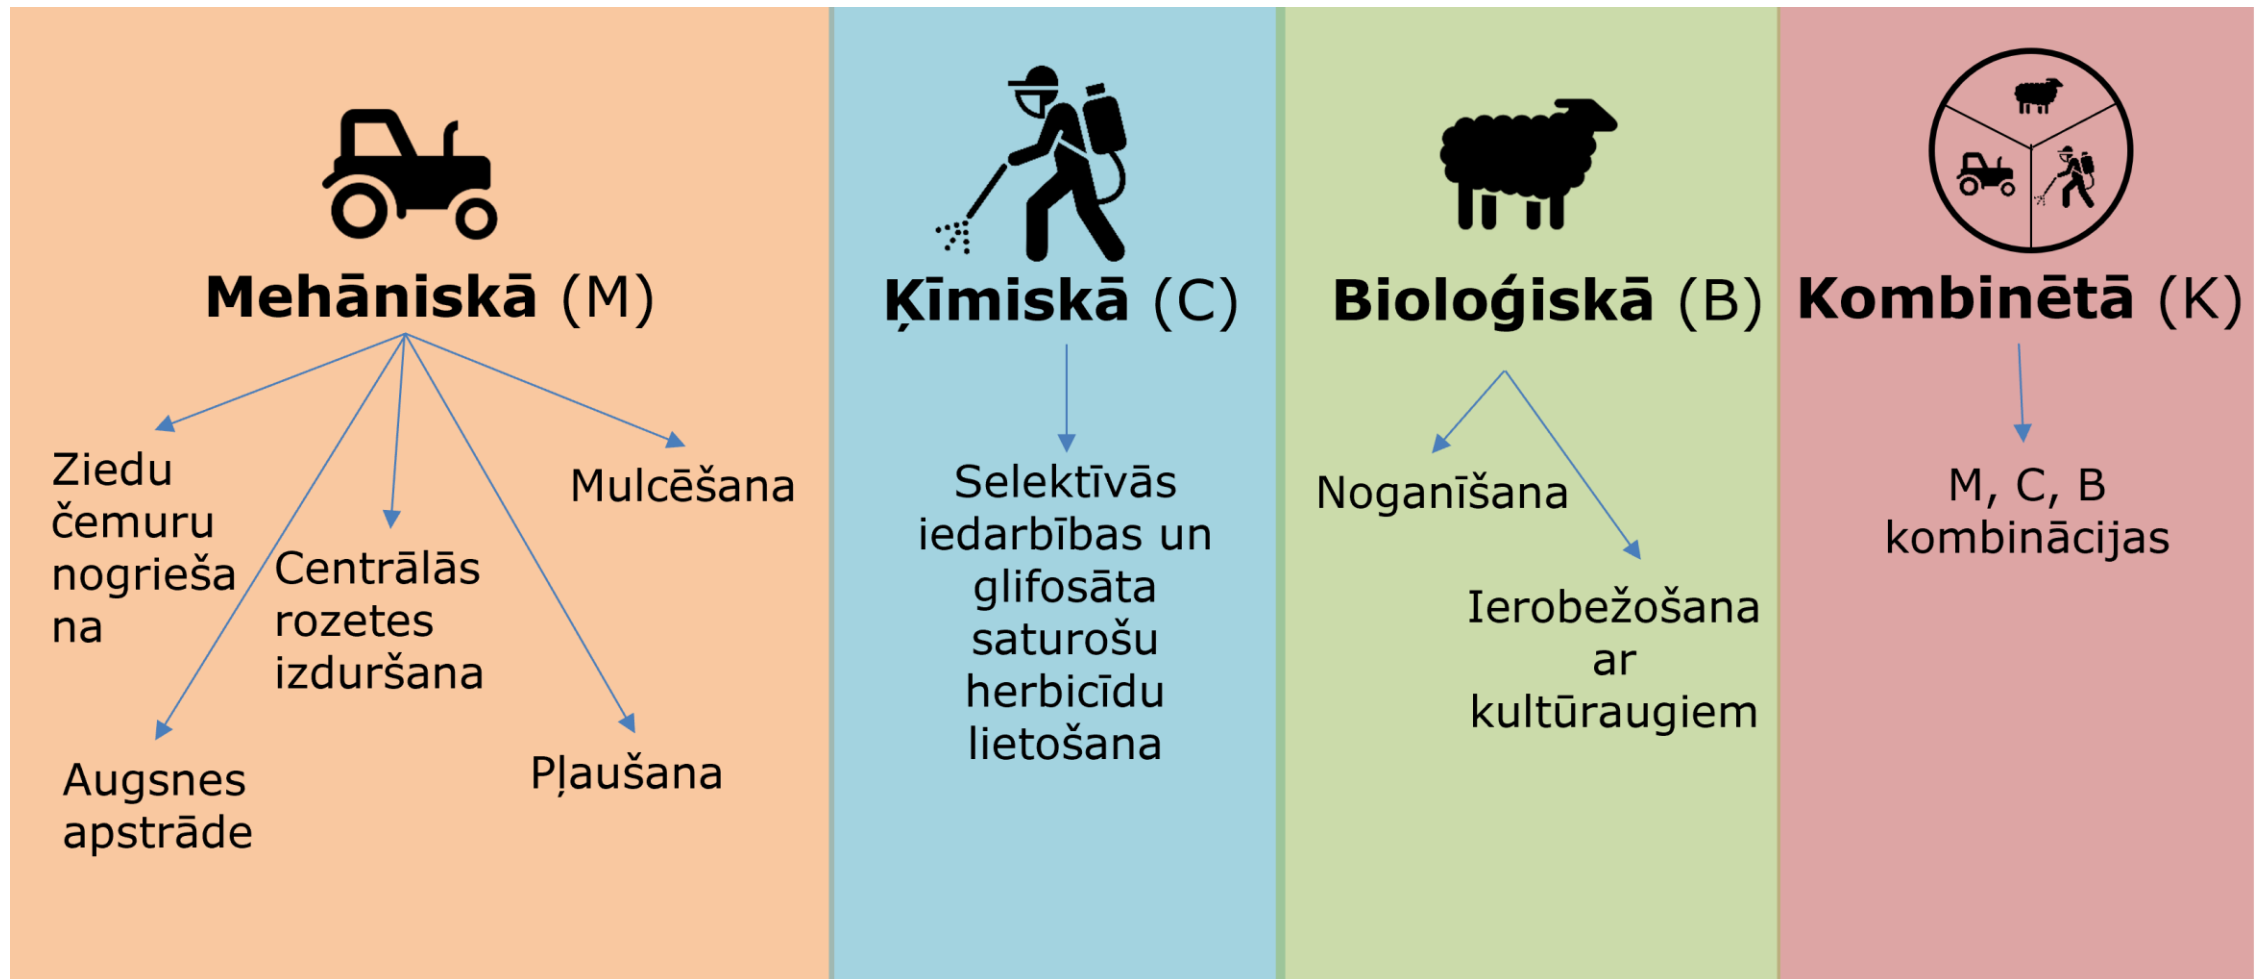 Mehāniskā (M)
Ziedu
čemuru
nogrieša
na
Centrālās
rozetes
izduršana
Mulcēšana
Augsnes
apstrāde
Pļaušana
Ķīmiskā (C)
Selektīvās
iedarbības un
glifosāta
saturošu
herbicīdu
lietošana
Bioloģiskā (B)
Noganīšana
Ierobežošana
ar
kultūraugiem
Kombinētā (K)
M, C, B
kombinācijas